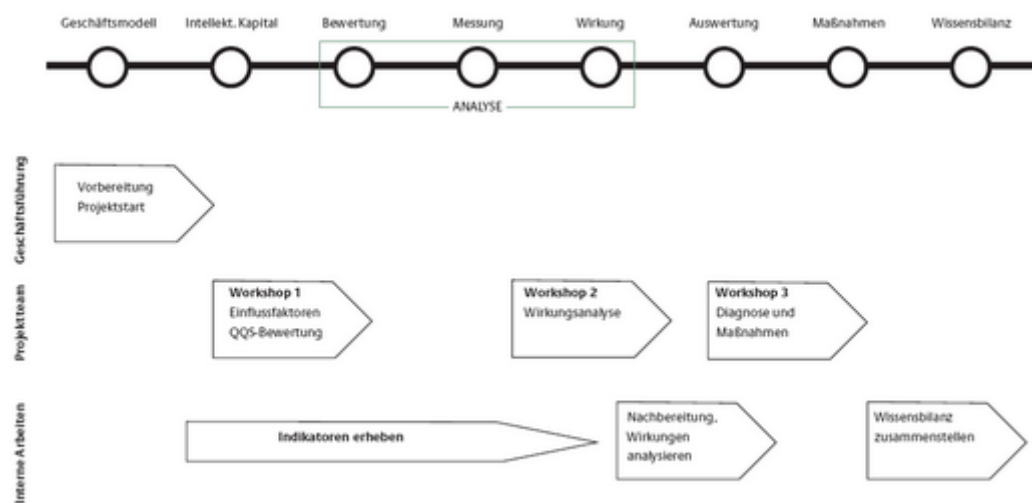 Geschäftsmodell
Intellekt. Kapital
Bewertung
Messung
Wirkung
Auswertung
Maßnahmen
Wissensbilanz
ANALYSE
Geschäftsführung
Vorbereitung
Projektstart
Projektteam
Workshop 1
Einflussfaktoren
QQS-Bewertung
Workshop 2
Wirkungsanalyse
Workshop 3
Diagnose und
Maßnahmen
Interne Arbeiten
Indikatoren erheben
Nachbereitung,
Wirkungen
analysieren
Wissensbilanz
zusammenstellen